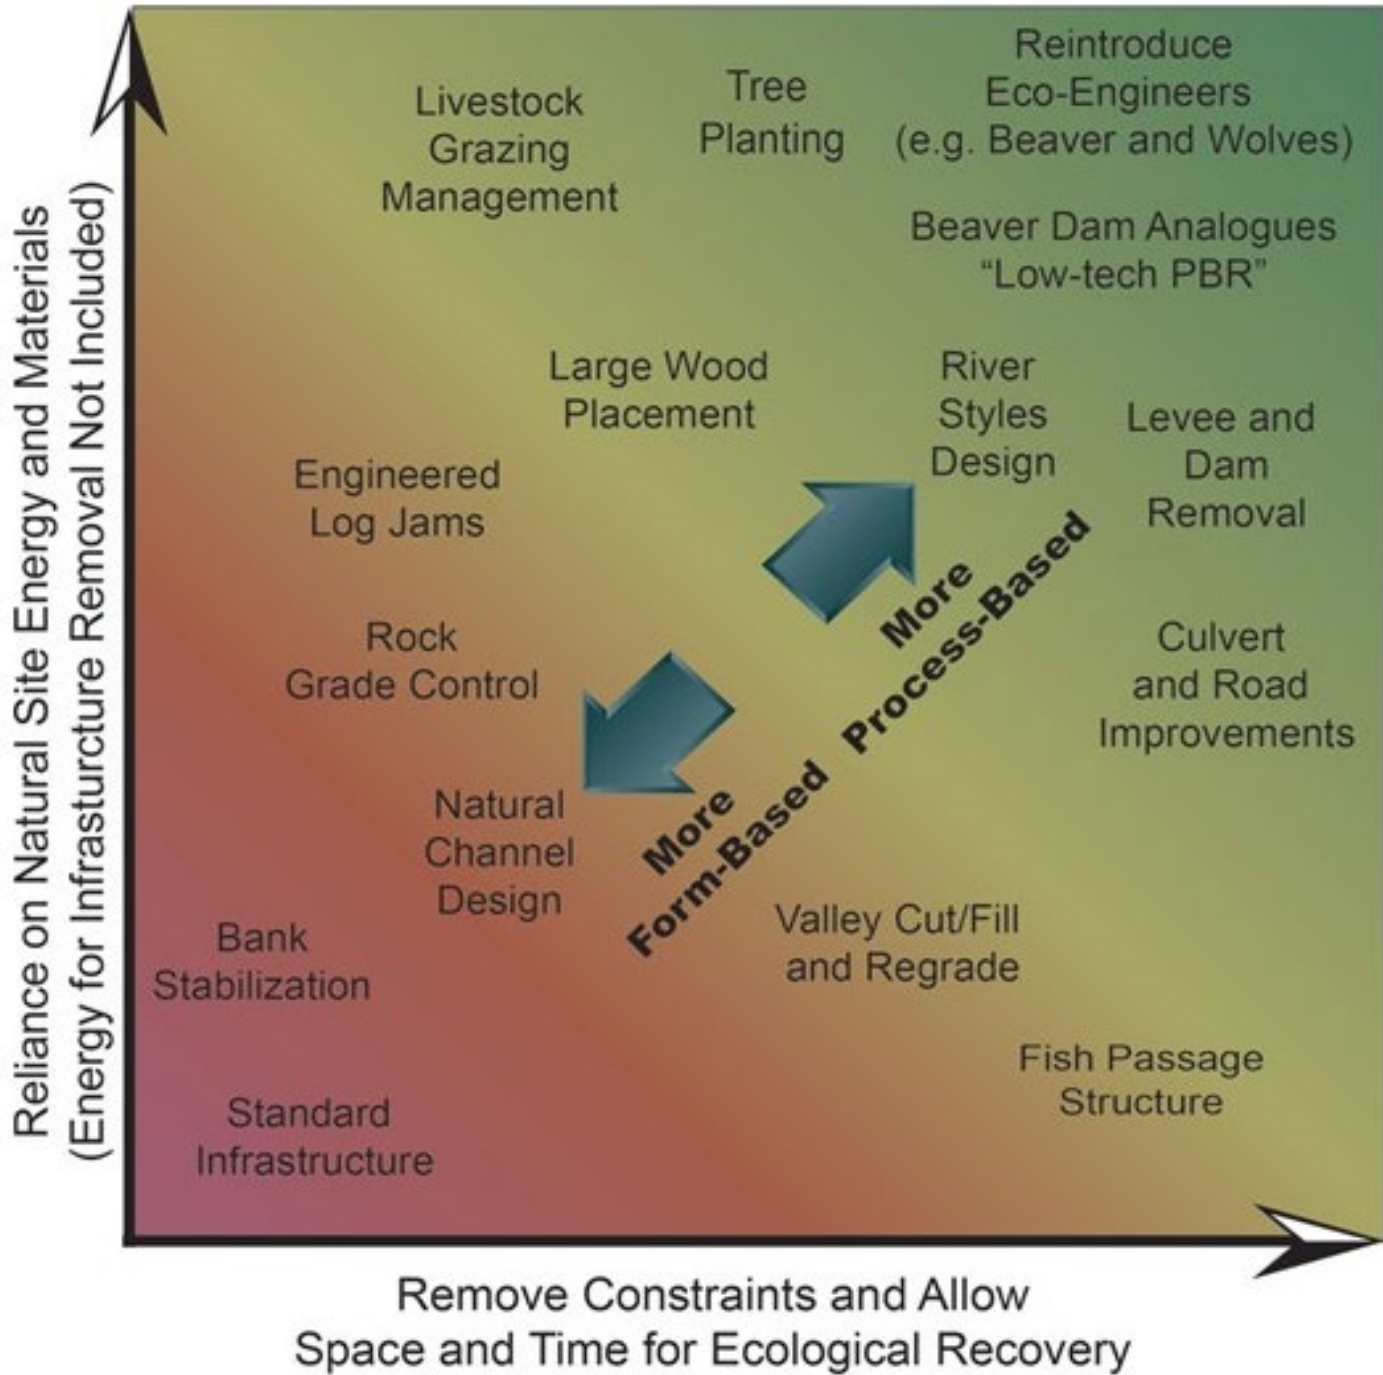 Reliance on Natural Site Energy and Materials
(Energy for Infrasturcture Removal Not Included)
Livestock
Grazing
Management
Tree
Planting
Reintroduce
Eco-Engineers
(e.g. Beaver and Wolves)
Beaver Dam Analogues
“Low-tech PBR”
Large Wood
Placement
River
Styles
Design
Levee and
Dam
Removal
Engineered
Log Jams
More
Process-Based
Rock
Grade Control
Culvert
and Road
Improvements
Natural
Channel
Design
More
Form-Based
Valley Cut/Fill
and Regrade
Bank
Stabilization
Fish Passage
Structure
Standard
Infrastructure
Remove Constraints and Allow
Space and Time for Ecological Recovery